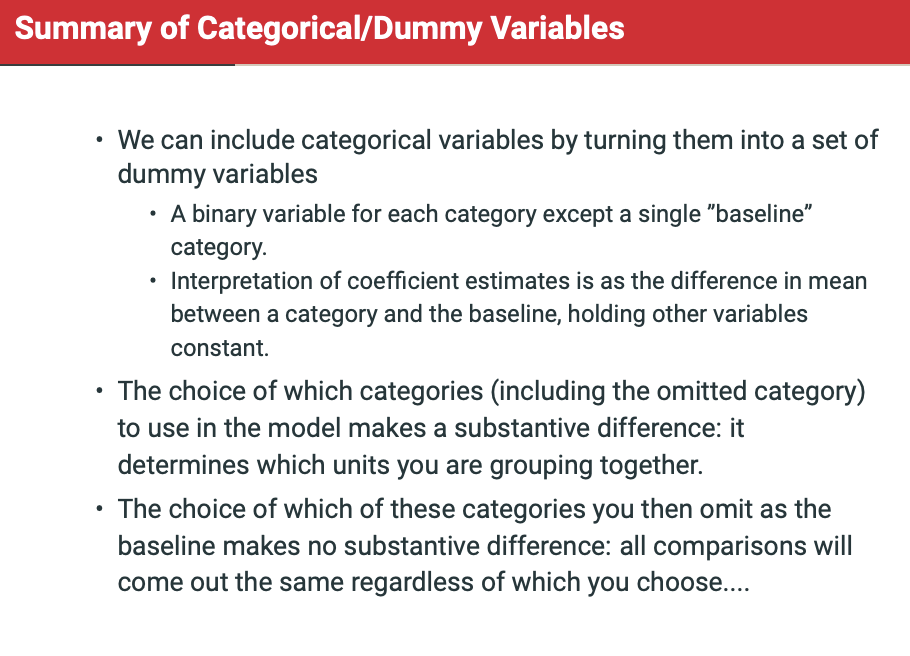 Summary of Categorical/Dummy Variables
• We can include categorical variables by turning them into a set of
dummy variables
• A binary variable for each category except a single ”baseline”
category.
• Interpretation of coefficient estimates is as the difference in mean
between a category and the baseline, holding other variables
constant.
• The choice of which categories (including the omitted category)
to use in the model makes a substantive difference: it
determines which units you are grouping together.
• The choice of which of these categories you then omit as the
baseline makes no substantive difference: all comparisons will
come out the same regardless of which you choose....